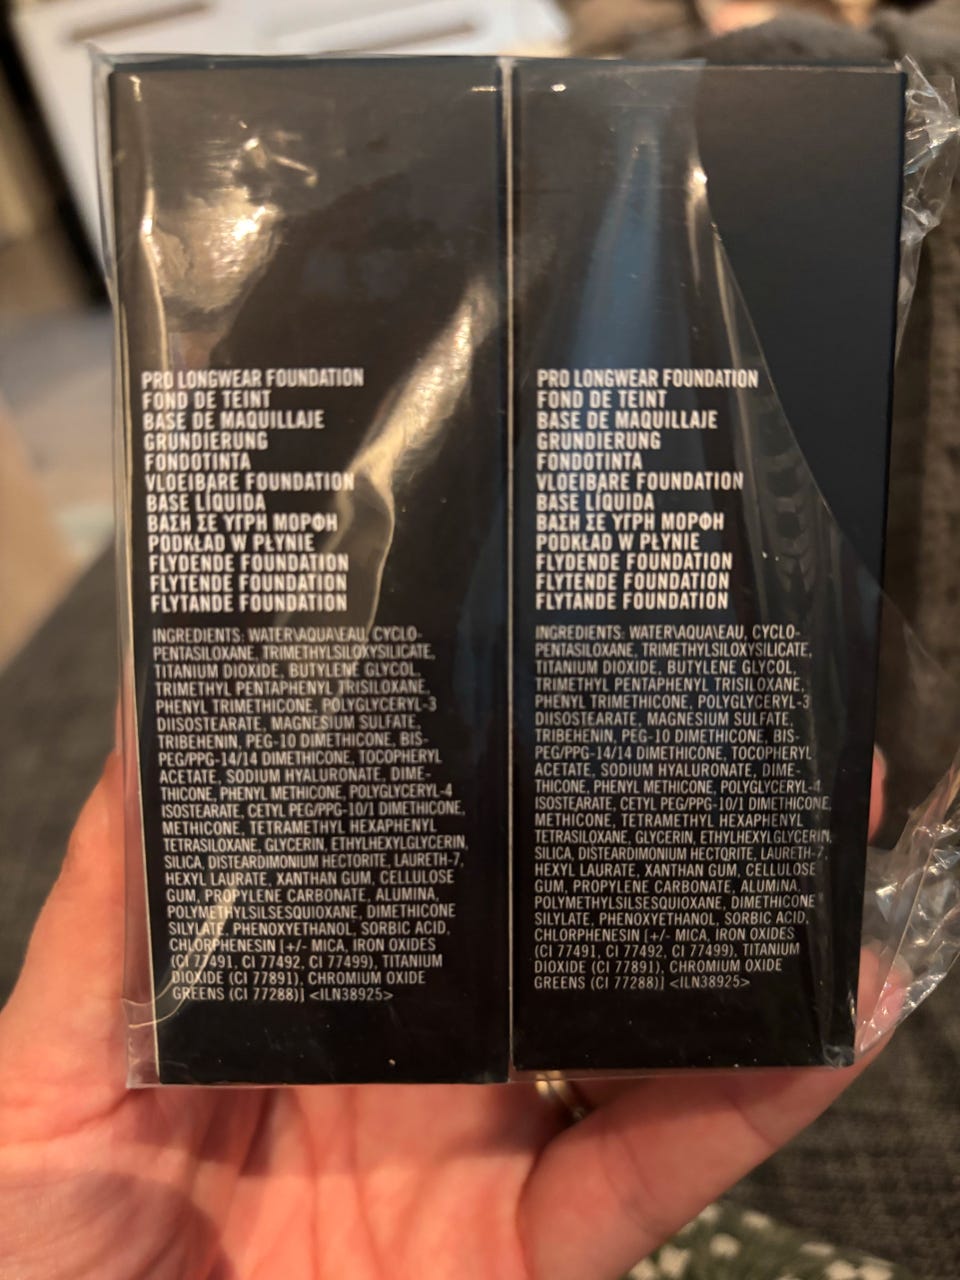 PRO LONGWEAR FOUNDATION
FOND DE TEINT
BASE DE MAQUILLAJE
GRUNDIERUNG
FONDOTINTA
VLOEIBARE FOUNDATION
BASE LÍQUIDA
ΒΑΣΗ ΣΕ ΥΓΡΗ ΜΟΡΦΗ
PODKŁAD W PŁYNIE
FLYDENDE FOUNDATION
FLYTENDE FOUNDATION
FLYTANDE FOUNDATION
INGREDIENTS: WATER\AQUA\EAU, CYCLO-
PENTASILOXANE, TRIMETHYLSILOXYSILICATE,
TITANIUM DIOXIDE, BUTYLENE GLYCOL,
TRIMETHYL PENTAPHENYL TRISILOXANE,
PHENYL TRIMETHICONE, POLYGLYCERYL-3
DIISOSTEARATE, MAGNESIUM SULFATE,
TRIBEHENIN, PEG-10 DIMETHICONE, BIS-
PEG/PPG-14/14 DIMETHICONE, TOCOPHERYL
ACETATE, SODIUM HYALURONATE, DIME-
THICONE, PHENYL METHICONE, POLYGLYCERYL-4
ISOSTEARATE, CETYL PEG/PPG-10/1 DIMETHICONE,
METHICONE, TETRAMETHYL HEXAPHENYL
TETRASILOXANE, GLYCERIN, ETHYLHEXYLGLYCERIN,
SILICA, DISTEARDIMONIUM HECTORITE, LAURETH-7,
HEXYL LAURATE, XANTHAN GUM, CELLULOSE
GUM, PROPYLENE CARBONATE, ALUMINA,
POLYMETHYLSILSESQUIOXANE, DIMETHICONE
SILYLATE, PHENOXYETHANOL, SORBIC ACID,
CHLORPHENESIN [+/- MICA, IRON OXIDES
(CI 77491, CI 77492, CI 77499), TITANIUM
DIOXIDE (CI 77891), CHROMIUM OXIDE
GREENS (CI 77288)] <ILN38925>
PRO LONGWEAR FOUNDATION
FOND DE TEINT
BASE DE MAQUILLAJE
GRUNDIERUNG
FONDOTINTA
VLOEIBARE FOUNDATION
BASE LÍQUIDA
ΒΑΣΗ ΣΕ ΥΓΡΗ ΜΟΡΦΗ
PODKŁAD W PŁYNIE
FLYDENDE FOUNDATION
FLYTENDE FOUNDATION
FLYTANDE FOUNDATION
INGREDIENTS: WATER\AQUA\EAU, CYCLO-
PENTASILOXANE, TRIMETHYLSILOXYSILICATE,
TITANIUM DIOXIDE, BUTYLENE GLYCOL,
TRIMETHYL PENTAPHENYL TRISILOXANE,
PHENYL TRIMETHICONE, POLYGLYCERYL-3
DIISOSTEARATE, MAGNESIUM SULFATE,
TRIBEHENIN, PEG-10 DIMETHICONE, BIS-
PEG/PPG-14/14 DIMETHICONE, TOCOPHERYL
ACETATE, SODIUM HYALURONATE, DIME-
THICONE, PHENYL METHICONE, POLYGLYCERYL-4
ISOSTEARATE, CETYL PEG/PPG-10/1 DIMETHICONE,
METHICONE, TETRAMETHYL HEXAPHENYL
TETRASILOXANE, GLYCERIN, ETHYLHEXYLGLYCERIN,
SILICA, DISTEARDIMONIUM HECTORITE, LAURETH-7,
HEXYL LAURATE, XANTHAN GUM, CELLULOSE
GUM, PROPYLENE CARBONATE, ALUMINA,
POLYMETHYLSILSESQUIOXANE, DIMETHICONE
SILYLATE, PHENOXYETHANOL, SORBIC ACID,
CHLORPHENESIN [+/- MICA, IRON OXIDES
(CI 77491, CI 77492, CI 77499), TITANIUM
DIOXIDE (CI 77891), CHROMIUM OXIDE
GREENS (CI 77288)] <ILN38925>